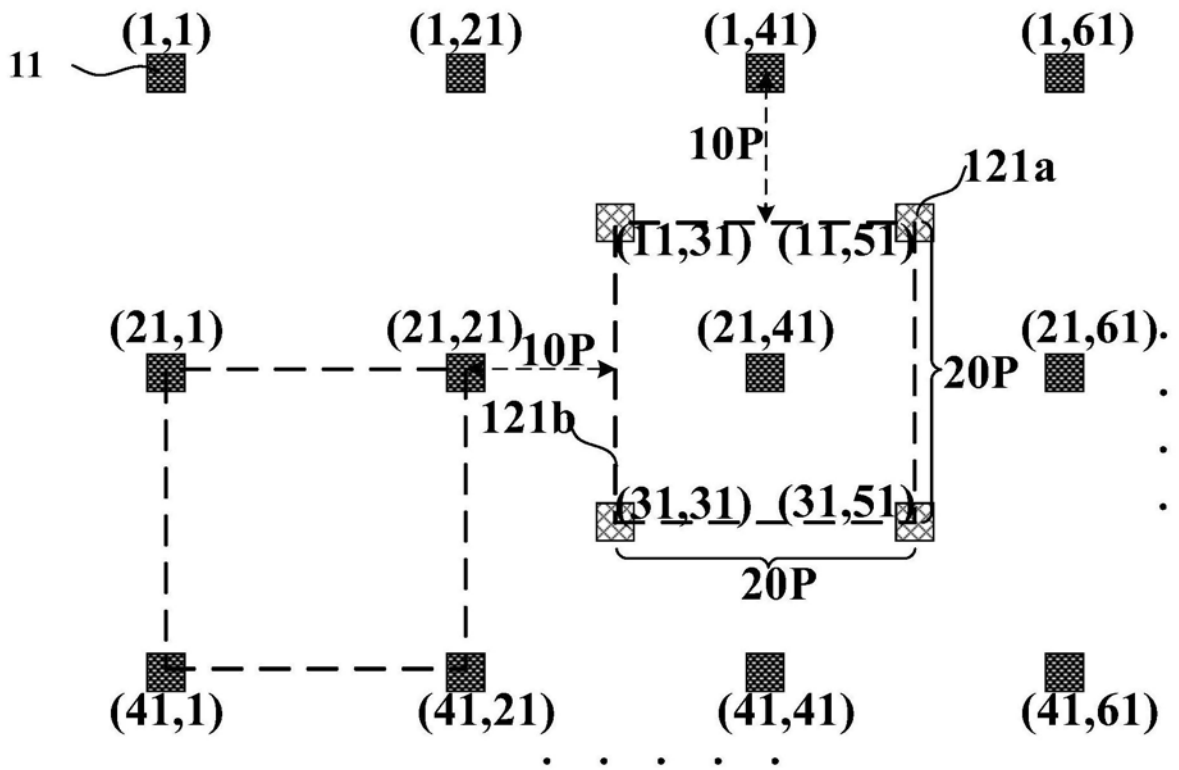 (1,1) (1,21) (1,41) (1,61)
11
10P
121a
(11,31) (11,51)
(21,1) (21,21) (21,41) (21,61)
10P
20P
121b
(31,31) (31,51)
20P
(41,1) (41,21) (41,41) (41,61)